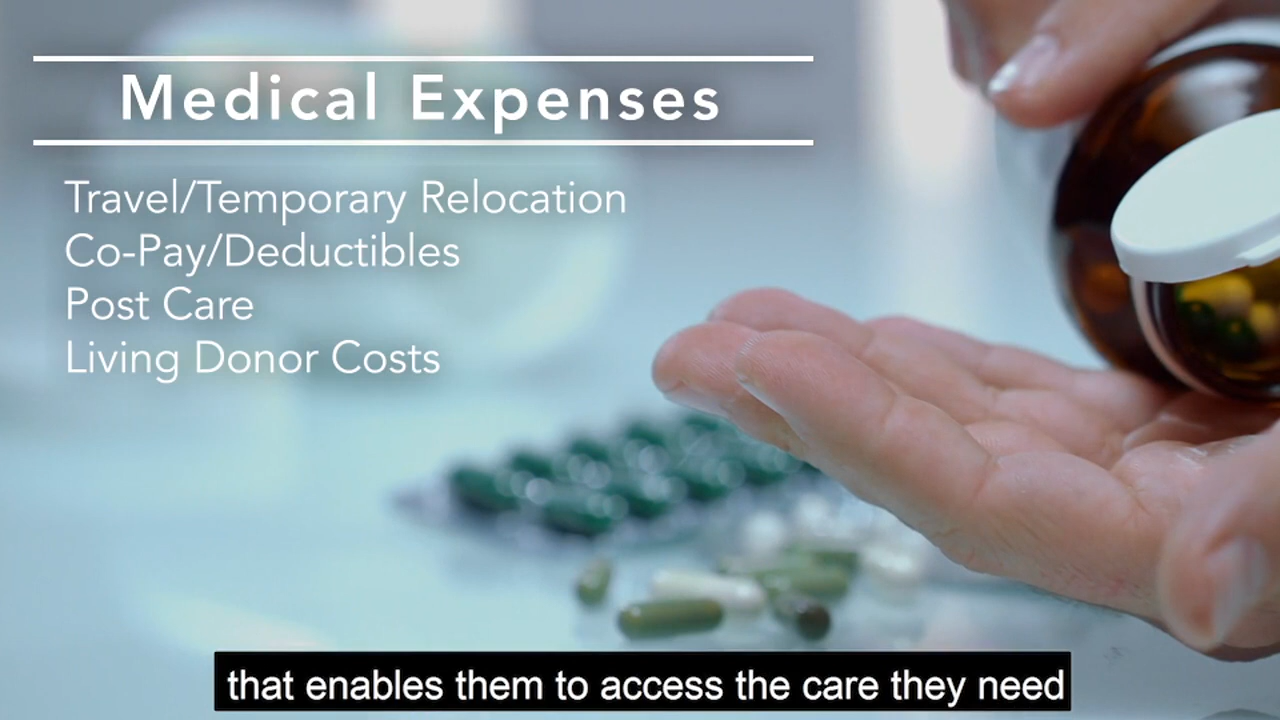 Medical Expenses
Travel/Temporary Relocation
Co-Pay/Deductibles
Post Care
Living Donor Costs
that enables them to access the care they need